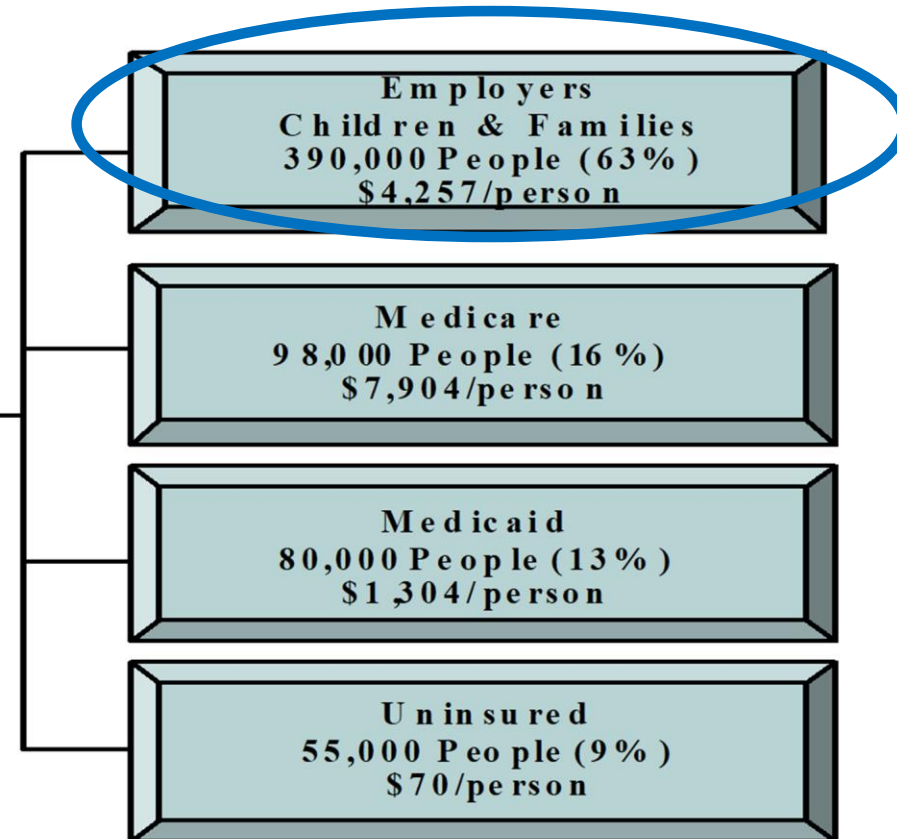 Employers
Children & Families
390,000 People (63%)
$4,257/person
Medicare
98,000 People (16%)
$7,904/person
Medicaid
80,000 People (13%)
$1,304/person
Uninsured
55,000 People (9%)
$70/person